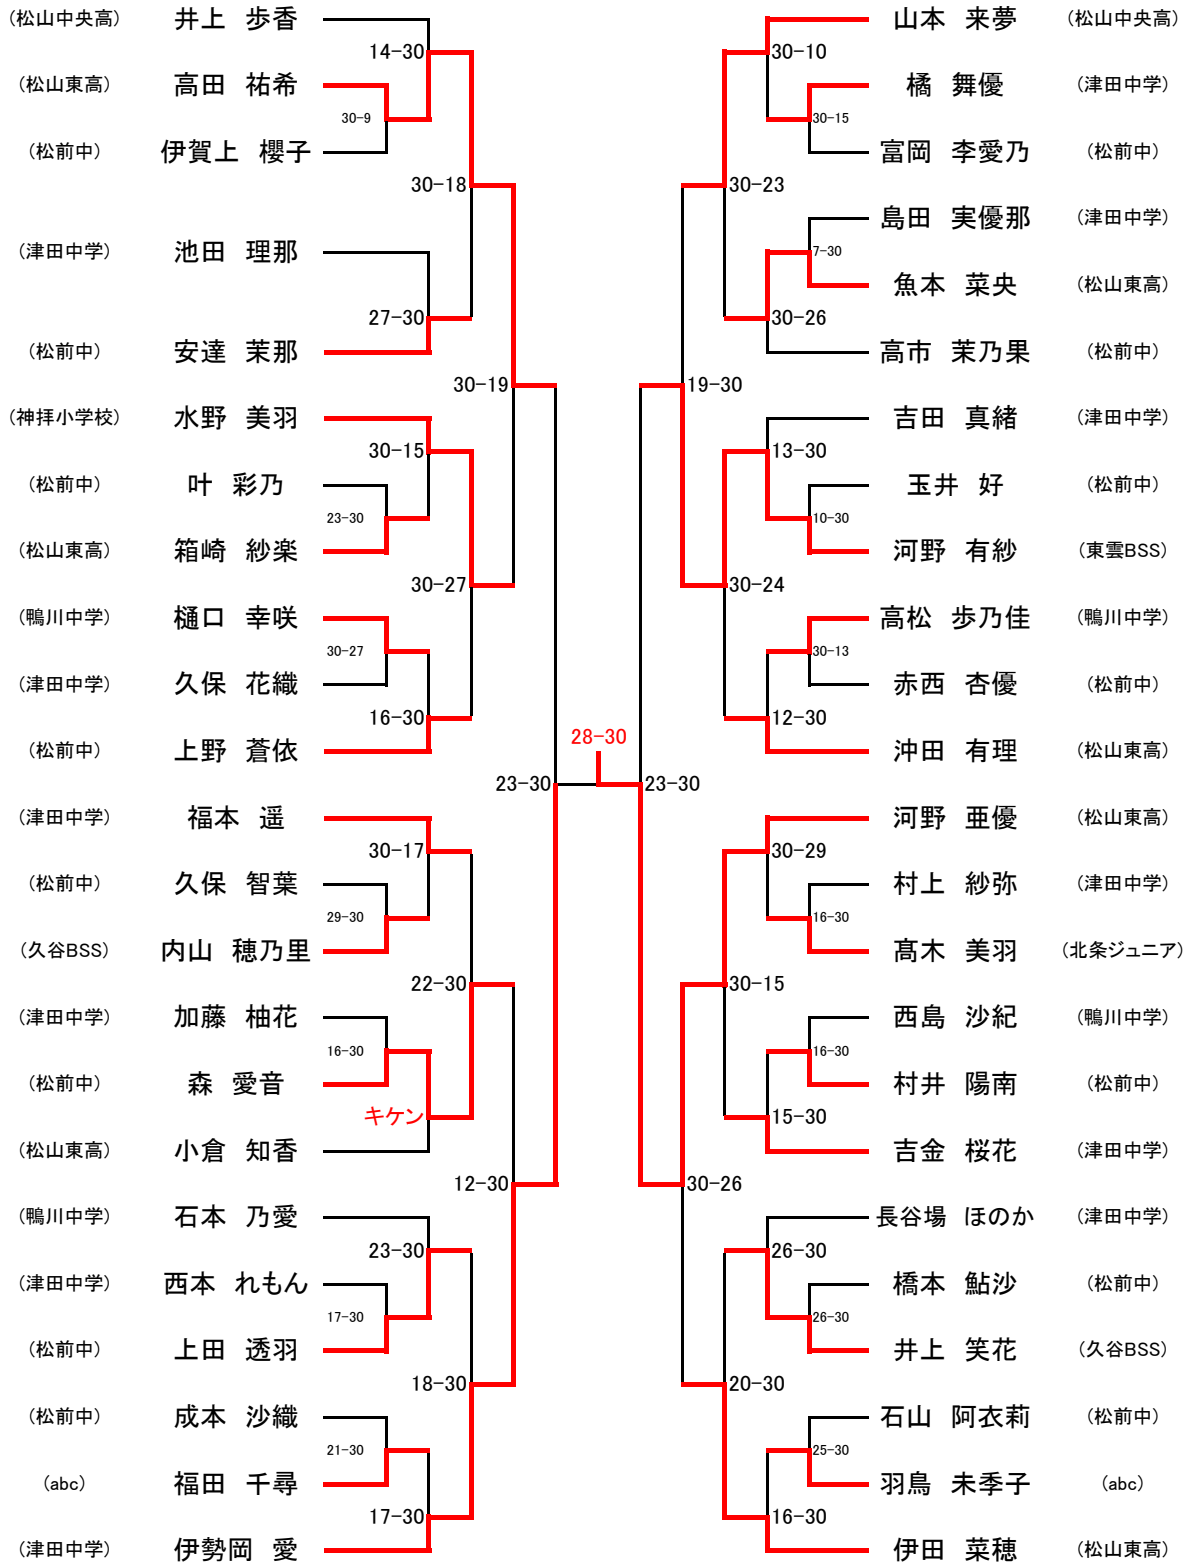 (松山中央高) 井上 歩香
14-30
(松山東高) 高田 祐希
30-9
(松前中) 伊賀上 櫻子
30-18
(津田中学) 池田 理那
27-30
(松前中) 安達 茉那
30-19
(神拝小学校) 水野 美羽
30-15
(松前中) 叶 彩乃
23-30
(松山東高) 箱崎 紗楽
30-27
(鴨川中学) 樋口 幸咲
30-27
(津田中学) 久保 花織
16-30
(松前中) 上野 蒼依
23-30
(津田中学) 福本 遥
30-17
(松前中) 久保 智葉
29-30
(久谷BSS) 内山 穂乃里
22-30
(津田中学) 加藤 柚花
16-30
(松前中) 森 愛音
キケン
(松山東高) 小倉 知香
12-30
(鴨川中学) 石本 乃愛
23-30
(津田中学) 西本 れもん
17-30
(松前中) 上田 透羽
18-30
(松前中) 成本 沙織
21-30
(abc) 福田 千尋
17-30
(津田中学) 伊勢岡 愛
28-30
山本 来夢 (松山中央高)
30-10
橘 舞優 (津田中学)
30-15
富岡 李愛乃 (松前中)
30-23
島田 実優那 (津田中学)
7-30
魚本 菜央 (松山東高)
30-26
高市 茉乃果 (松前中)
19-30
吉田 真緒 (津田中学)
13-30
玉井 好 (松前中)
10-30
河野 有紗 (東雲BSS)
30-24
高松 歩乃佳 (鴨川中学)
30-13
赤西 杏優 (松前中)
12-30
沖田 有理 (松山東高)
23-30
河野 亜優 (松山東高)
30-29
村上 紗弥 (津田中学)
16-30
髙木 美羽 (北条ジュニア)
30-15
西島 沙紀 (鴨川中学)
16-30
村井 陽南 (松前中)
15-30
吉金 桜花 (津田中学)
30-26
長谷場 ほのか (津田中学)
26-30
橋本 鮎沙 (松前中)
26-30
井上 笑花 (久谷BSS)
20-30
石山 阿衣莉 (松前中)
25-30
羽鳥 未季子 (abc)
16-30
伊田 菜穂 (松山東高)